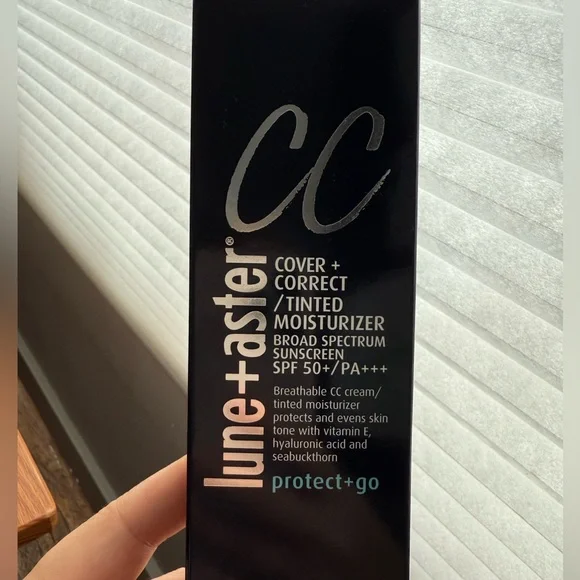 CC
lune+aster®
COVER +
CORRECT
/TINTED
MOISTURIZER
BROAD SPECTRUM
SUNSCREEN
SPF 50+/PA+++
Breathable CC cream/
tinted moisturizer
protects and evens skin
tone with vitamin E,
hyaluronic acid and
seabuckthorn
protect+go